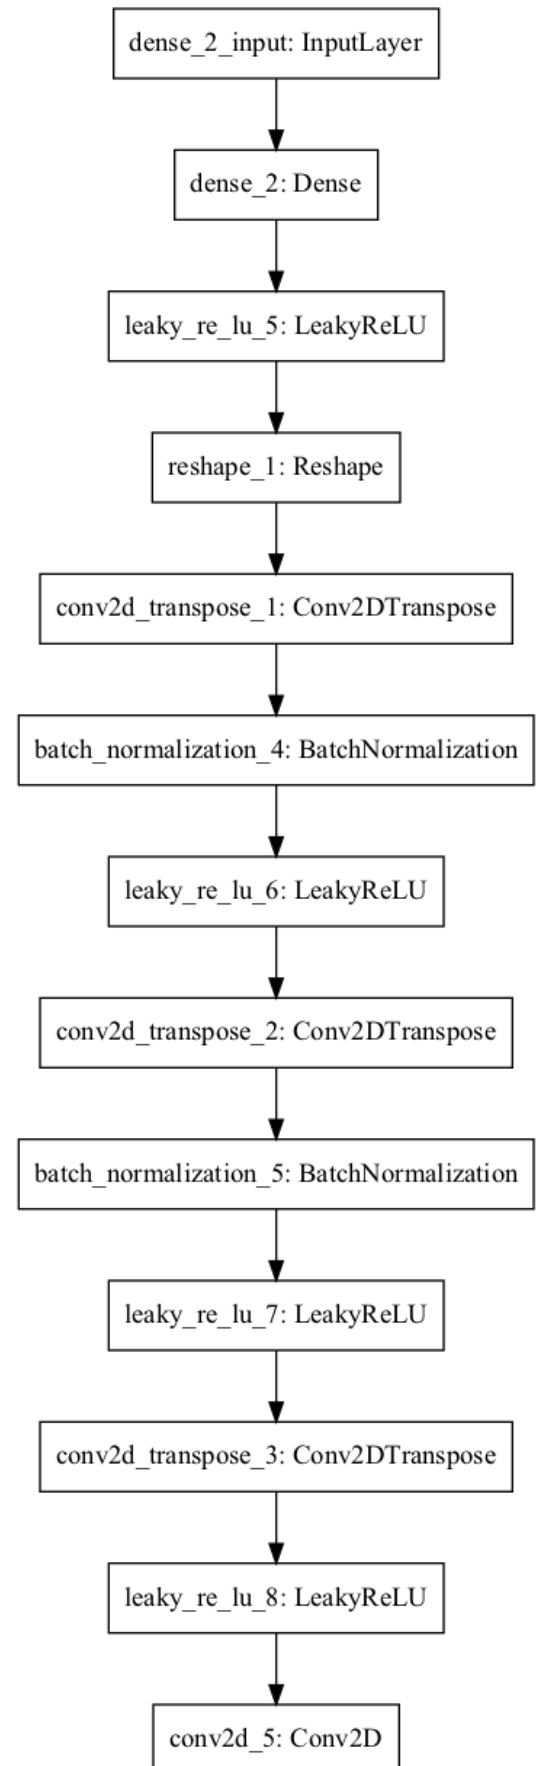 dense_2_input: InputLayer
dense_2: Dense
leaky_re_lu_5: LeakyReLU
reshape_1: Reshape
conv2d_transpose_1: Conv2DTranspose
batch_normalization_4: BatchNormalization
leaky_re_lu_6: LeakyReLU
conv2d_transpose_2: Conv2DTranspose
batch_normalization_5: BatchNormalization
leaky_re_lu_7: LeakyReLU
conv2d_transpose_3: Conv2DTranspose
leaky_re_lu_8: LeakyReLU
conv2d_5: Conv2D